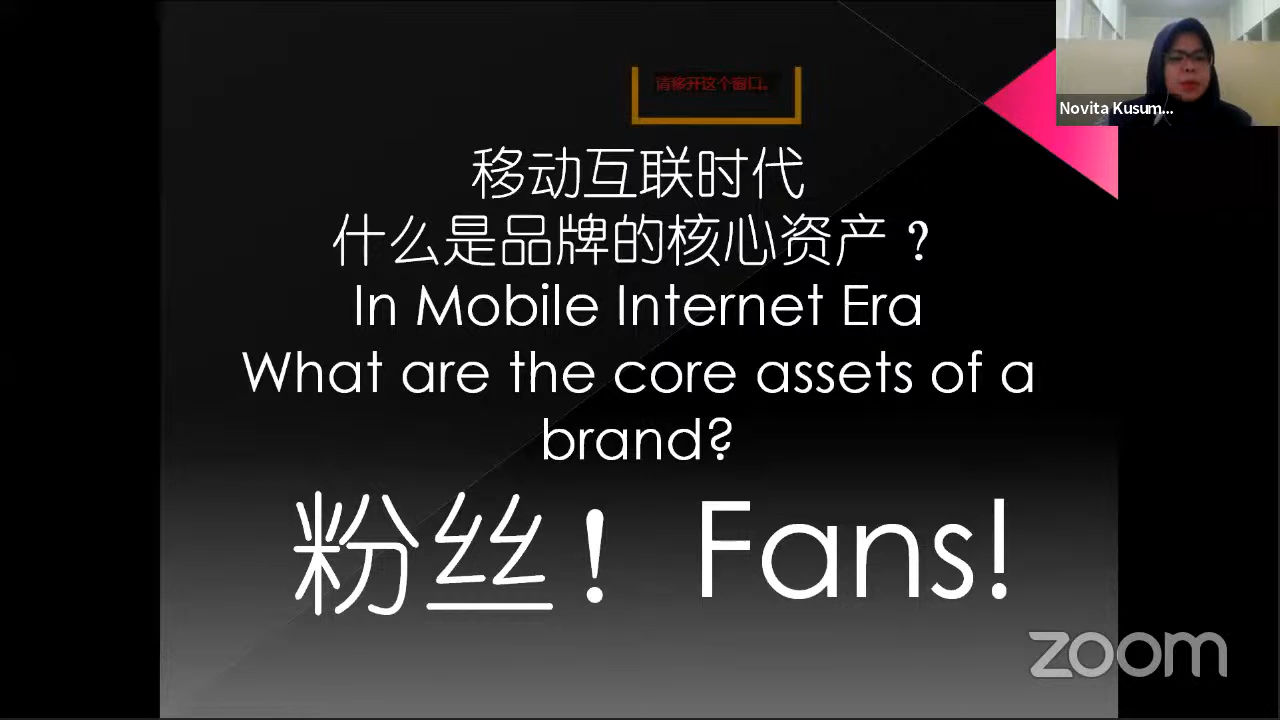 请移开这个窗口。
Novita Kusum...
移动互联时代
什么是品牌的核心资产？
In Mobile Internet Era
What are the core assets of a
brand?
粉丝！ Fans!
zoom